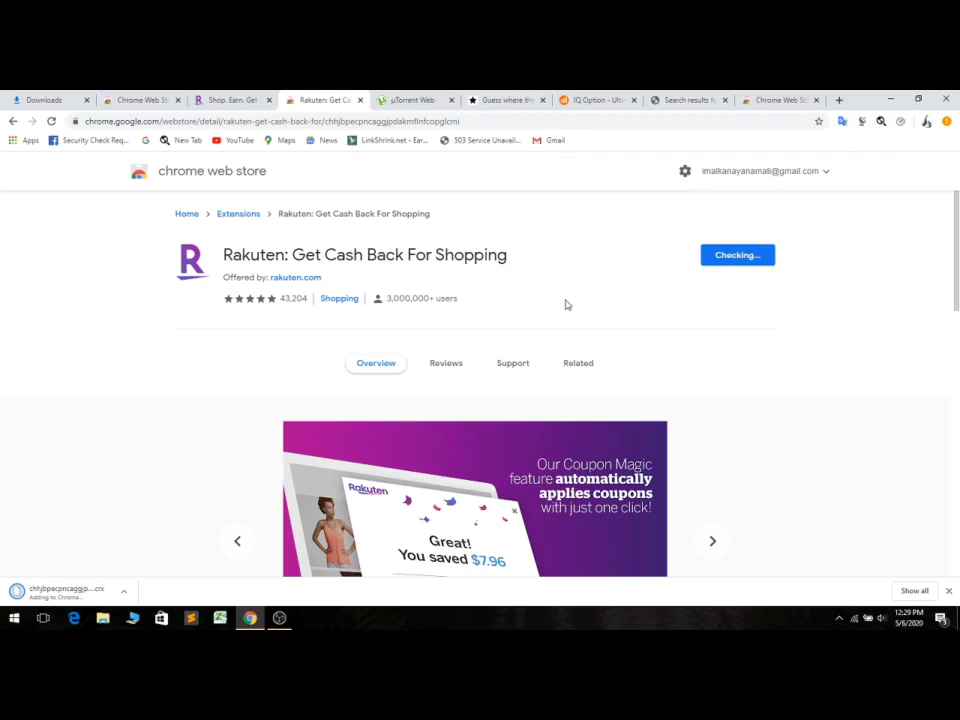 Downloads
Chrome Web Sto
Shop. Earn. Get
Rakuten: Get Ca
µTorrent Web
Guess where the
IQ Option - Ulti
Search results fo
Chrome Web Sto
chrome.google.com/webstore/detail/rakuten-get-cash-back-for/chhjbpecpncaggjpdakmflnfcopglcmi
Apps
Security Check Req...
New Tab
YouTube
Maps
News
LinkShrink.net - Ear...
503 Service Unavail...
Gmail
chrome web store
imalkanayanamali@gmail.com
Home > Extensions > Rakuten: Get Cash Back For Shopping
Rakuten: Get Cash Back For Shopping
Checking...
Offered by: rakuten.com
43,204
Shopping
3,000,000+ users
Overview
Reviews
Support
Related
Our Coupon Magic
feature automatically
applies coupons
with just one click!
Rakuten
Great!
You saved $7.96
chhjbpecpncaggjp....crx
Adding to Chrome...
Show all
12:29 PM
5/6/2020